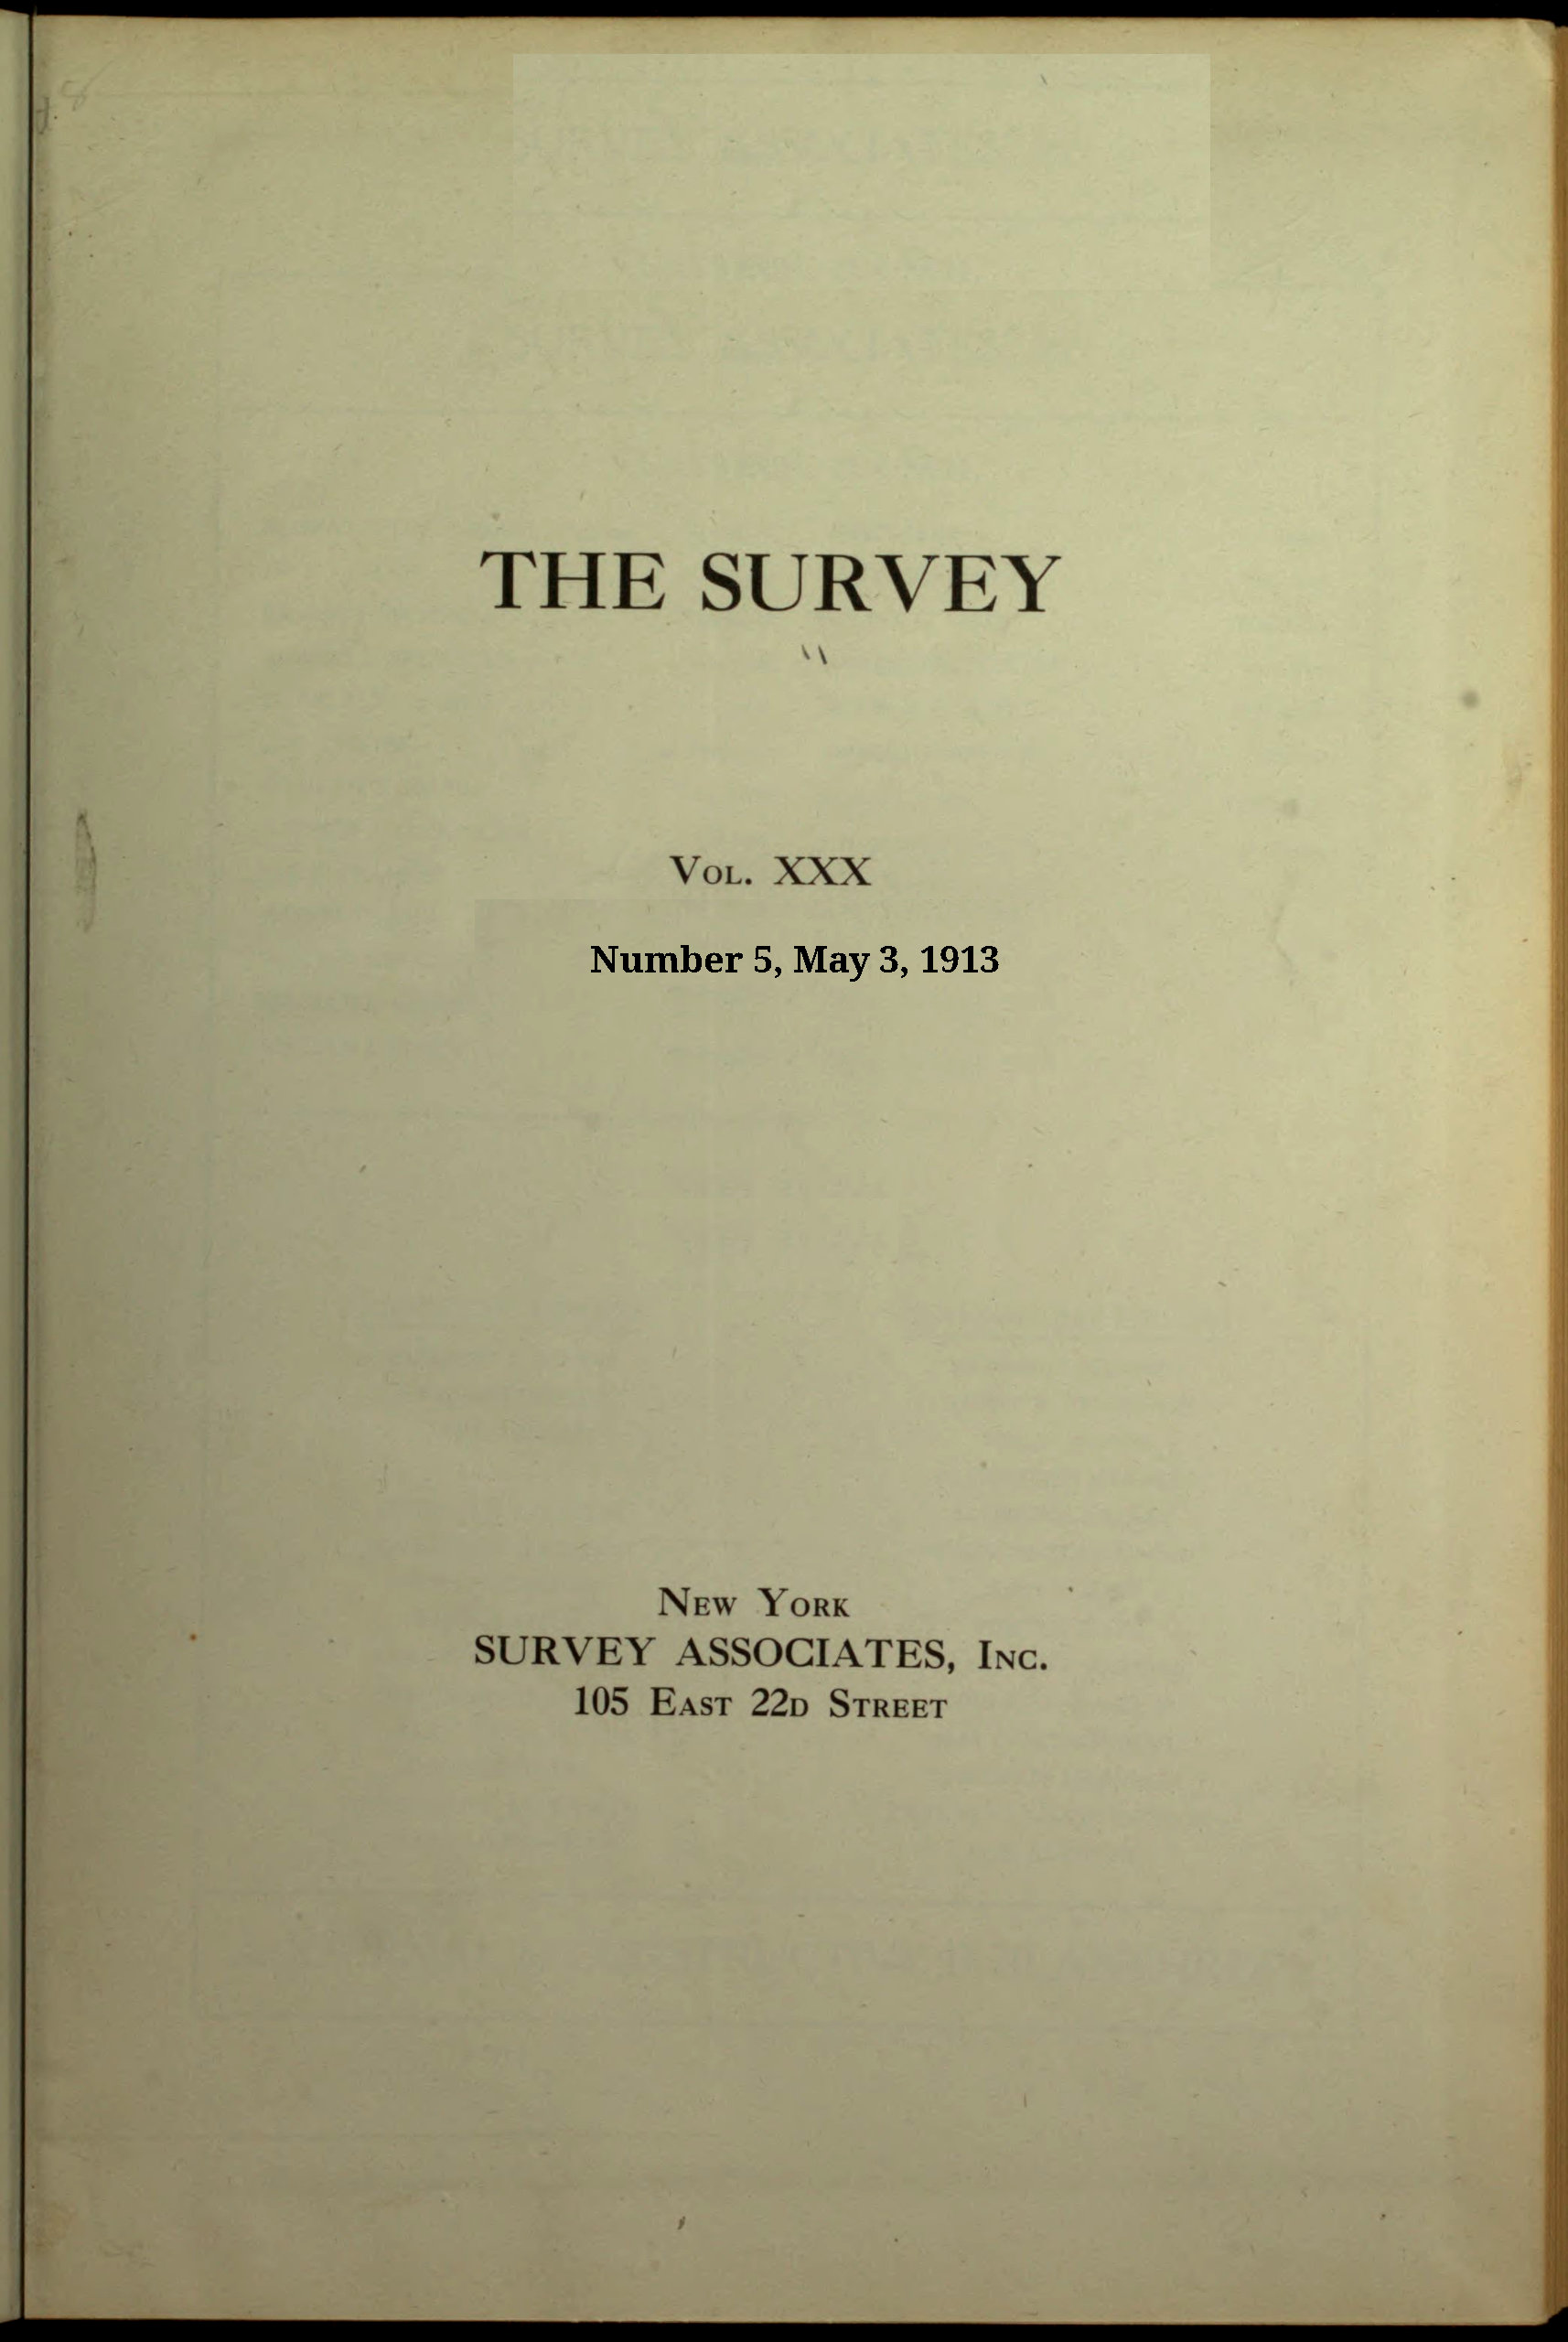 THE SURVEY
VOL. XXX
Number 5, May 3, 1913
NEW YORK
SURVEY ASSOCIATES, INC.
105 EAST 22D STREET